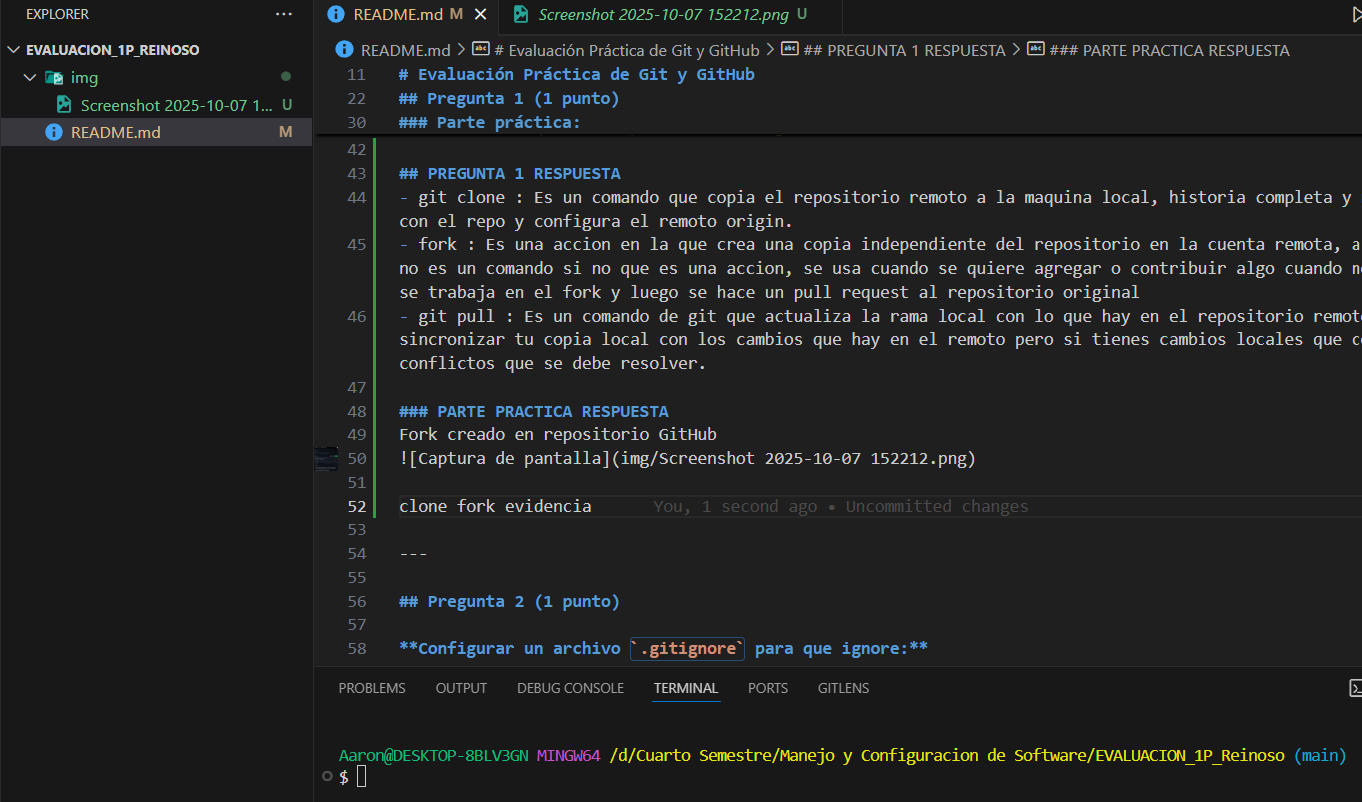 EXPLORER
EVALUACION_1P_REINOSO
img
Screenshot 2025-10-07 1... U
README.md M
README.md M
Screenshot 2025-10-07 152212.png U
README.md > # Evaluación Práctica de Git y GitHub > ## PREGUNTA 1 RESPUESTA > ### PARTE PRACTICA RESPUESTA
11 # Evaluación Práctica de Git y GitHub
22 ## Pregunta 1 (1 punto)
30 ### Parte práctica:
42
43 ## PREGUNTA 1 RESPUESTA
44 - git clone : Es un comando que copia el repositorio remoto a la maquina local, historia completa y
con el repo y configura el remoto origin.
45 - fork : Es una accion en la que crea una copia independiente del repositorio en la cuenta remota, a
no es un comando si no que es una accion, se usa cuando se quiere agregar o contribuir algo cuando
se trabaja en el fork y luego se hace un pull request al repositorio original
46 - git pull : Es un comando de git que actualiza la rama local con lo que hay en el repositorio remot
sincronizar tu copia local con los cambios que hay en el remoto pero si tienes cambios locales que
conflictos que se debe resolver.
47
48 ### PARTE PRACTICA RESPUESTA
49 Fork creado en repositorio GitHub
50 ![Captura de pantalla](img/Screenshot 2025-10-07 152212.png)
51
52 clone fork evidencia You, 1 second ago • Uncommitted changes
53
54 ---
55
56 ## Pregunta 2 (1 punto)
57
58 **Configurar un archivo `.gitignore` para que ignore:**
PROBLEMS OUTPUT DEBUG CONSOLE TERMINAL PORTS GITLENS
Aaron@DESKTOP-8BLV3GN MINGW64 /d/Cuarto Semestre/Manejo y Configuracion de Software/EVALUACION_1P_Reinoso (main)
$